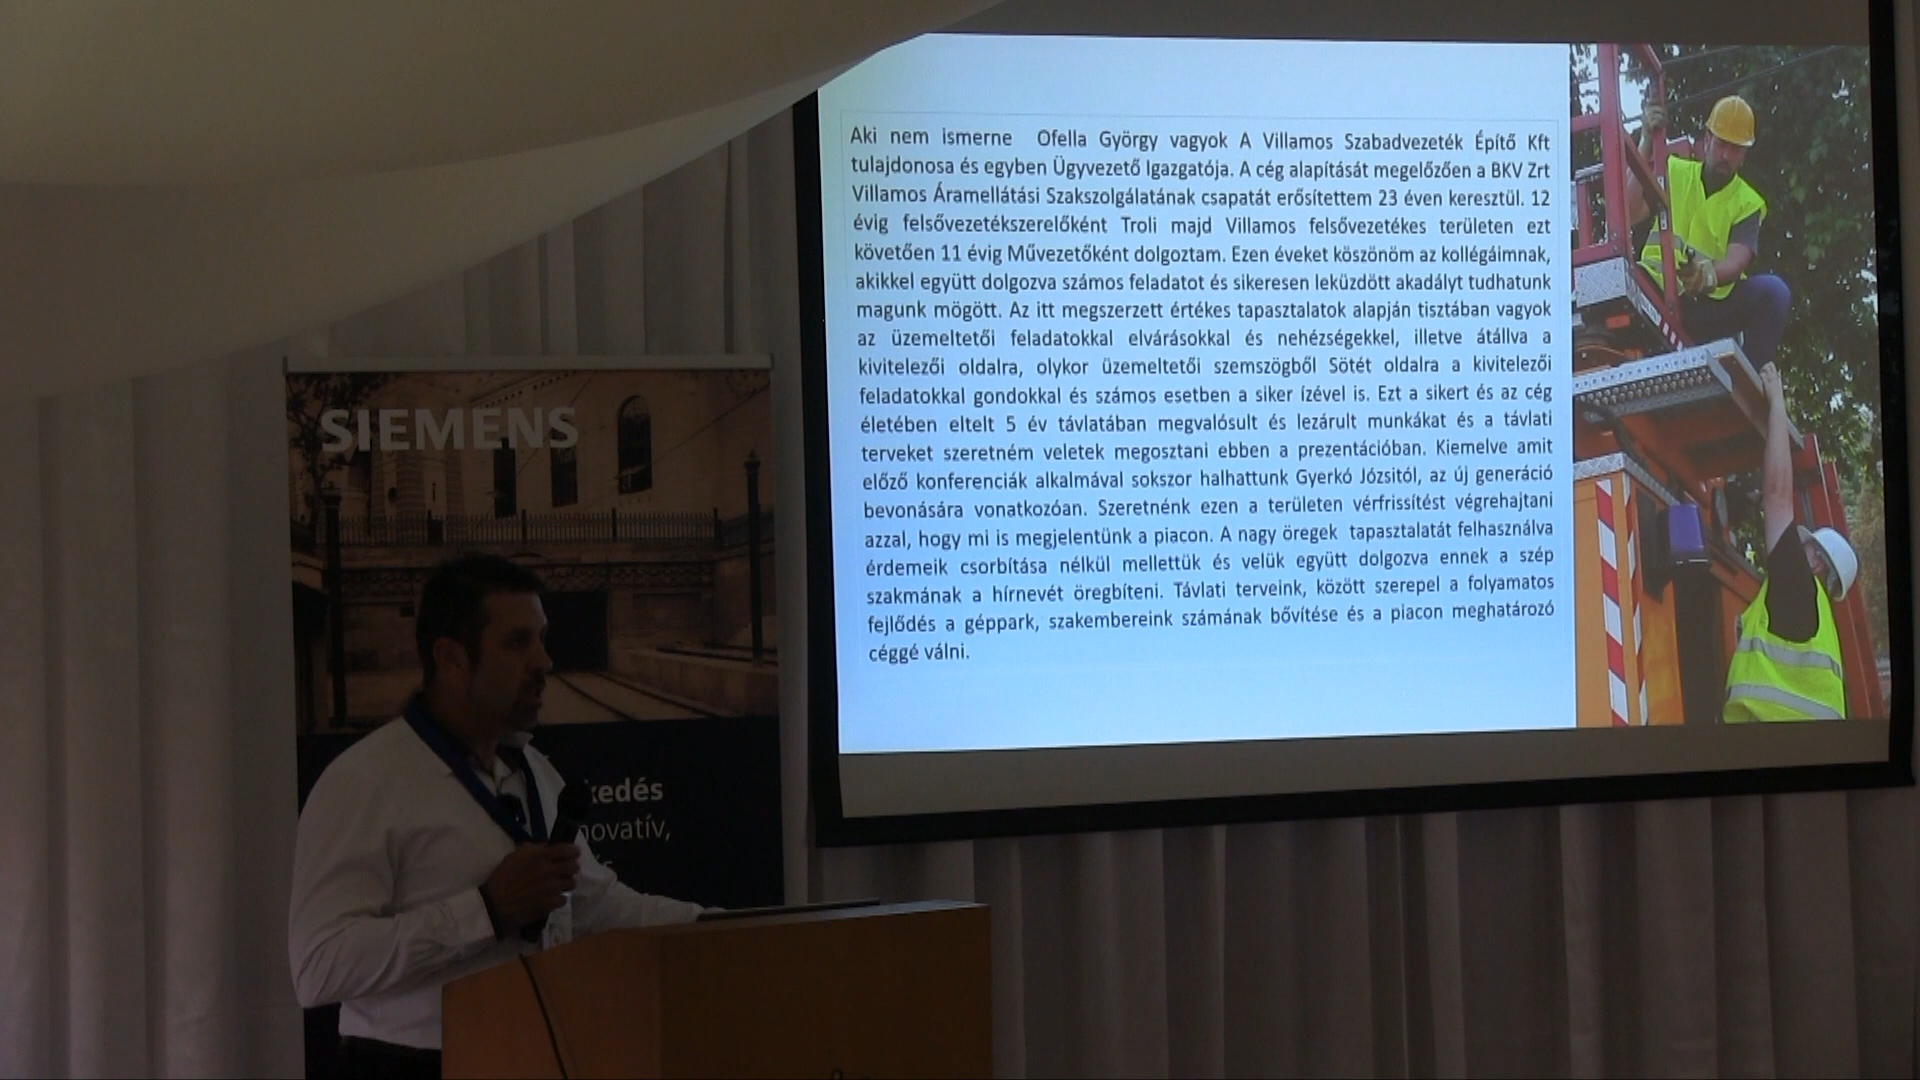 Aki nem ismerne Ofella György vagyok A Villamos Szabadvezeték Építő Kft
tulajdonosa és egyben Ügyvezető Igazgatója. A cég alapítását megelőzően a BKV Zrt
Villamos Áramellátási Szakszolgálatának csapatát erősítettem 23 éven keresztül. 12
évig felsővezetékszerelőként Troli majd Villamos felsővezetékes területen ezt
követően 11 évig Művezetőként dolgoztam. Ezen éveket köszönöm az kollégáimnak,
akikkel együtt dolgozva számos feladatot és sikeresen leküzdött akadályt tudhatunk
magunk mögött. Az itt megszerzett értékes tapasztalatok alapján tisztában vagyok
az üzemeltetői feladatokkal elvárásokkal és nehézségekkel, illetve átállva a
kivitelezői oldalra, olykor üzemeltetői szemszögből Sötét oldalra a kivitelezői
feladatokkal gondokkal és számos esetben a siker ízével is. Ezt a sikert és az cég
életében eltelt 5 év távlatában megvalósult és lezárult munkákat és a távlati
terveket szeretném veletek megosztani ebben a prezentációban. Kiemelve amit
előző konferenciák alkalmával sokszor halhattunk Gyerkó Józsitól, az új generáció
bevonására vonatkozóan. Szeretnénk ezen a területen vérfrissítést végrehajtani
azzal, hogy mi is megjelentünk a piacon. A nagy öregek tapasztalatát felhasználva
érdemeik csorbítása nélkül mellettük és velük együtt dolgozva ennek a szép
szakmának a hírnevét öregbíteni. Távlati terveink, között szerepel a folyamatos
fejlődés a géppark, szakembereink számának bővítése és a piacon meghatározó
céggé válni.
SIEMENS
kedés
novatív,